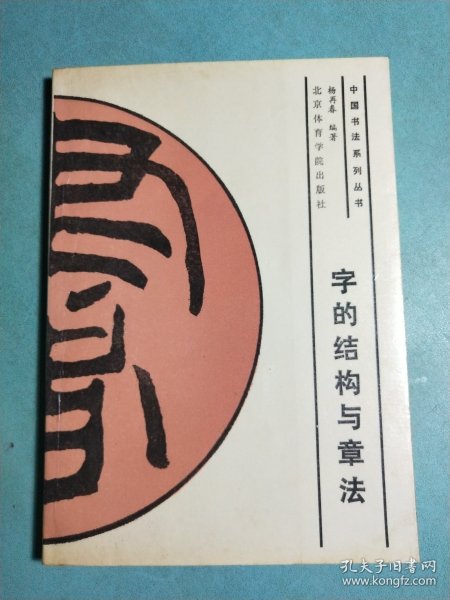 中国书法系列丛书
杨再春 编著
北京体育学院出版社
字的结构与章法
孔夫子旧书网
www.kongfz.com